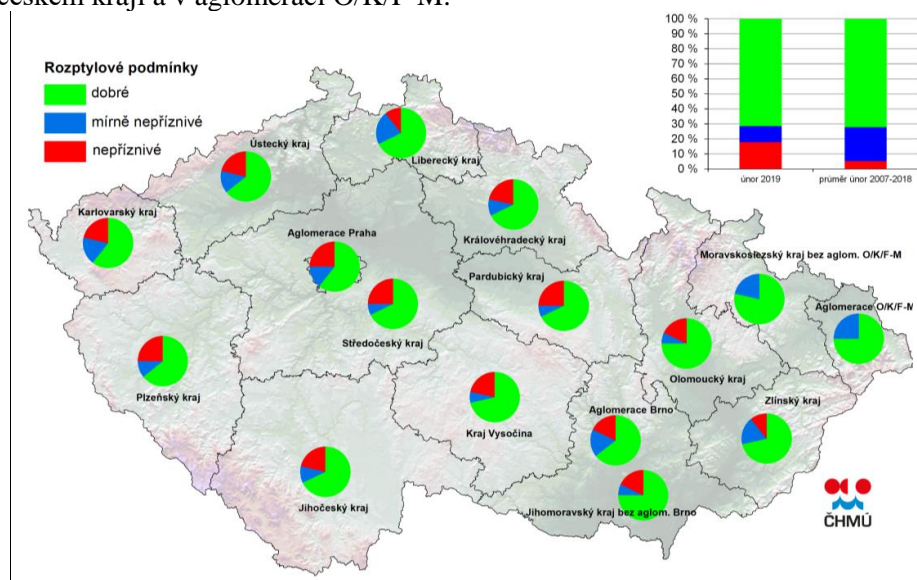 českém kraji a v aglomeraci O/K/F-M.
Rozptylové podmínky
dobré
mírně nepříznivé
nepříznivé
100 %
90 %
80 %
70 %
60 %
50 %
40 %
30 %
20 %
10 %
0 %
únor 2019
průměr únor 2007-2018
Ústecký kraj
Liberecký kraj
Karlovarský kraj
Aglomerace Praha
Královéhradecký kraj
Moravskoslezský kraj bez aglom. O/K/F-M
Pardubický kraj
Aglomerace O/K/F-M
Středočeský kraj
Olomoucký kraj
Plzeňský kraj
Kraj Vysočina
Aglomerace Brno
Zlínský kraj
Jihočeský kraj
Jihomoravský kraj bez aglom. Brno
ČHMÚ